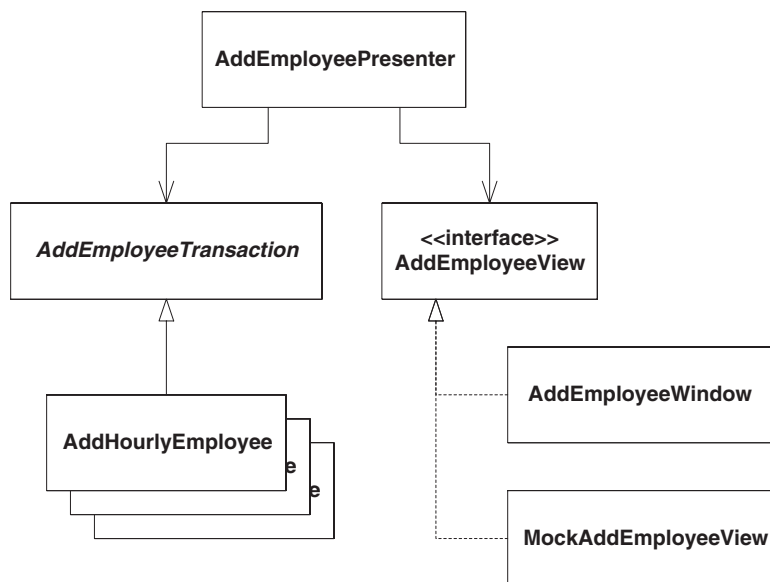 AddEmployeePresenter
AddEmployeeTransaction
<<interface>>
AddEmployeeView
AddEmployeeWindow
AddHourlyEmployee
e
e
MockAddEmployeeView